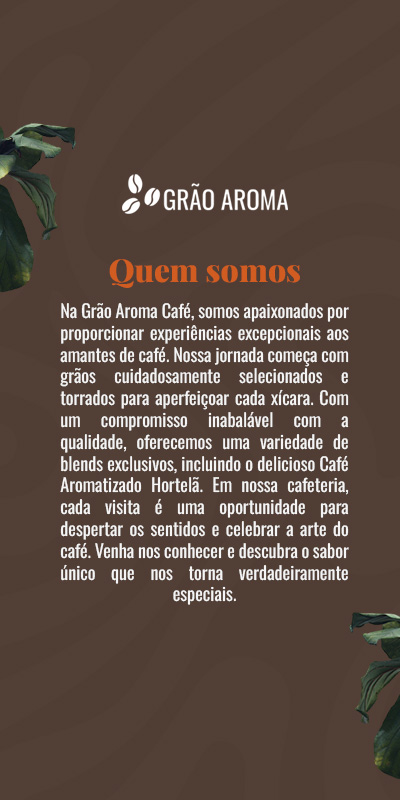 GRÃO AROMA
Quem somos
Na Grão Aroma Café, somos apaixonados por
proporcionar experiências excepcionais aos
amantes de café. Nossa jornada começa com
grãos cuidadosamente selecionados e
torrados para aperfeiçoar cada xícara. Com
um compromisso inabalável com a
qualidade, oferecemos uma variedade de
blends exclusivos, incluindo o delicioso Café
Aromatizado Hortelã. Em nossa cafeteria,
cada visita é uma oportunidade para
despertar os sentidos e celebrar a arte do
café. Venha nos conhecer e descubra o sabor
único que nos torna verdadeiramente
especiais.